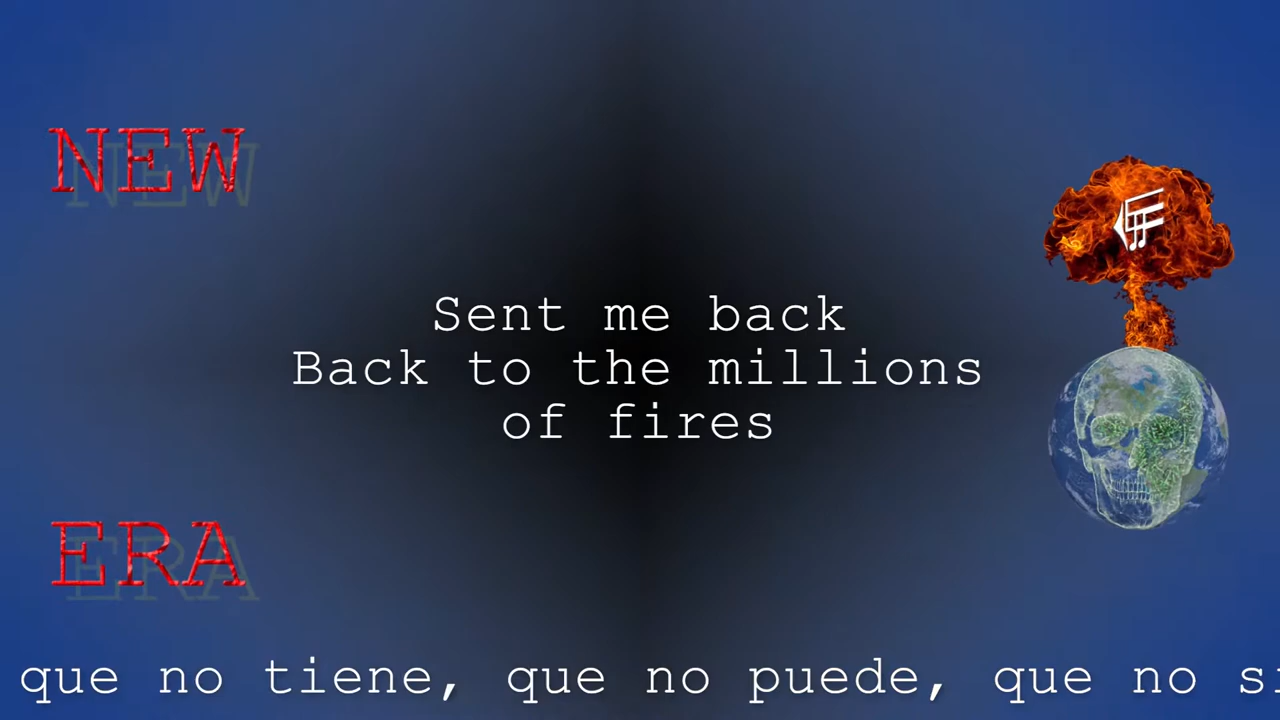 NEW
Sent me back
Back to the millions
of fires
ERA
que no tiene, que no puede, que no